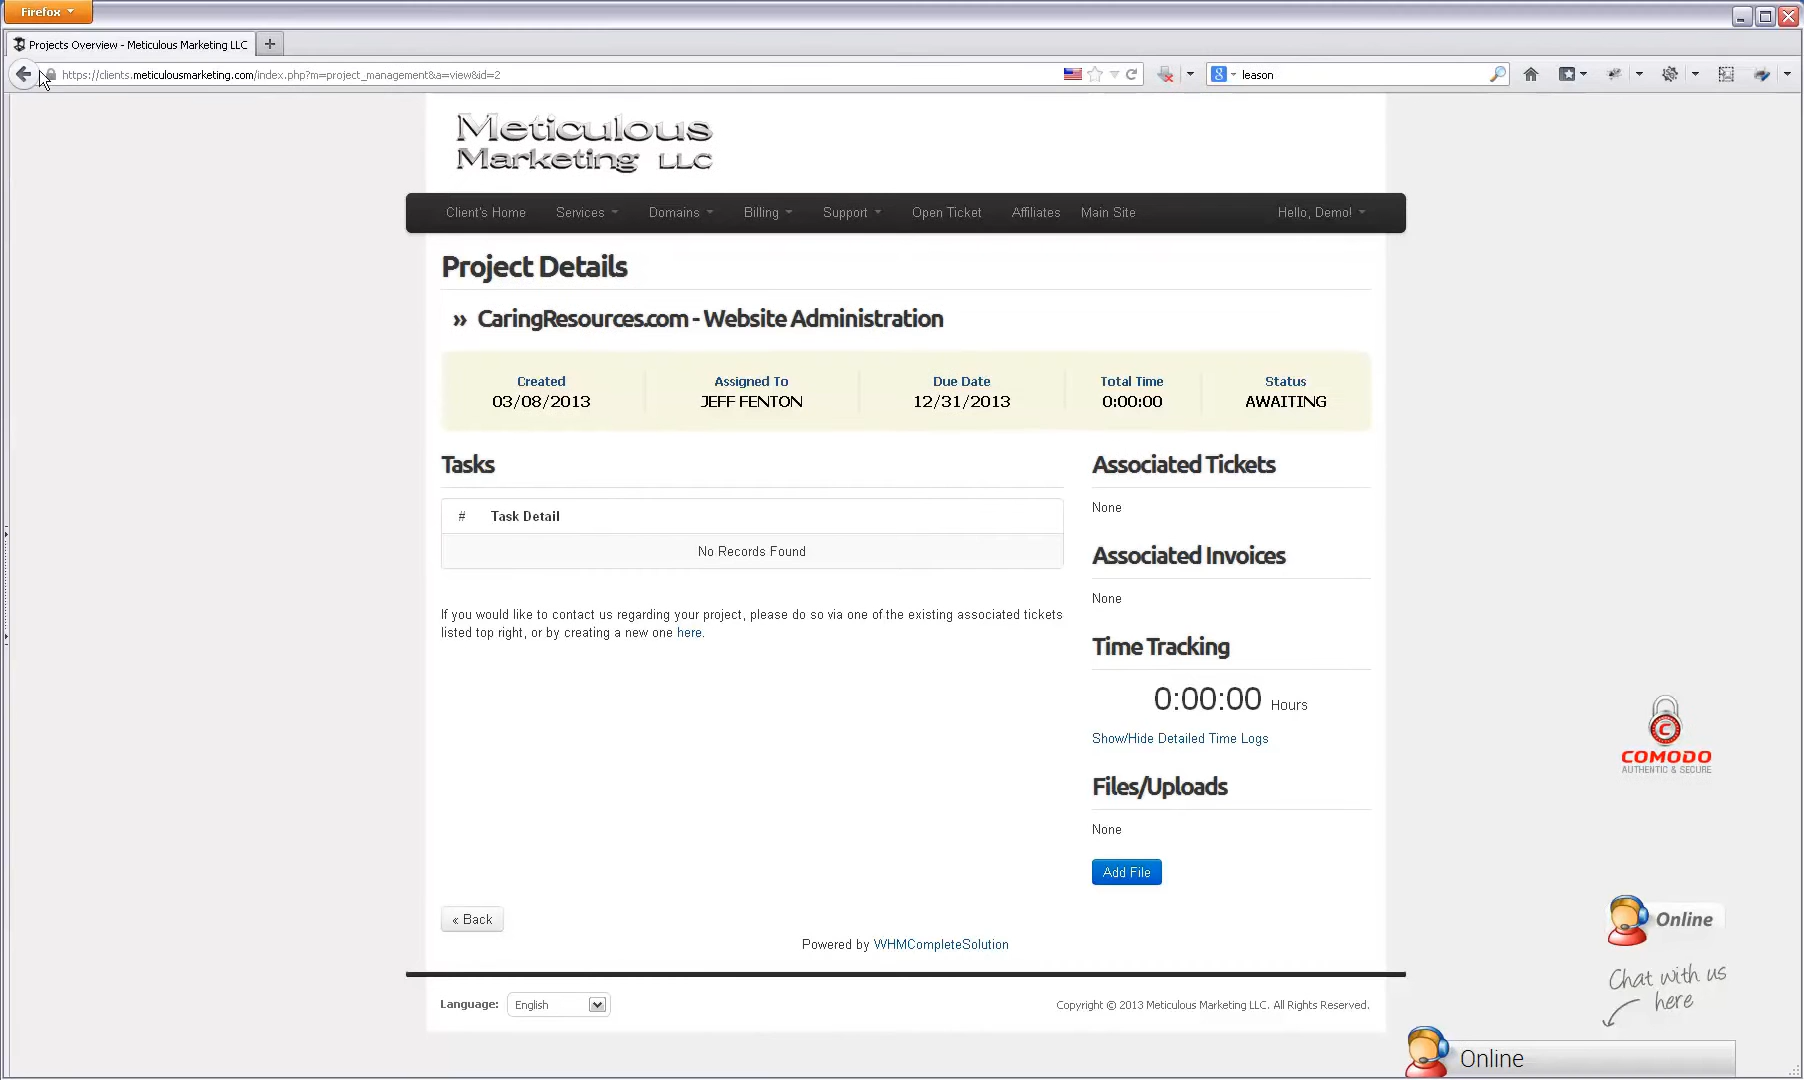 Firefox
Projects Overview - Meticulous Marketing LLC
https://clients.meticulousmarketing.com/index.php?m=project_management&a=view&id=2
leason
Meticulous
Marketing LLC
Client's Home
Services
Domains
Billing
Support
Open Ticket
Affiliates
Main Site
Hello, Demo!
Project Details
» CaringResources.com - Website Administration
Created
03/08/2013
Assigned To
JEFF FENTON
Due Date
12/31/2013
Total Time
0:00:00
Status
AWAITING
Tasks
# Task Detail
No Records Found
If you would like to contact us regarding your project, please do so via one of the existing associated tickets
listed top right, or by creating a new one here.
Associated Tickets
None
Associated Invoices
None
Time Tracking
0:00:00 Hours
Show/Hide Detailed Time Logs
Files/Uploads
None
Add File
« Back
Powered by WHMCompleteSolution
Language: English
Copyright © 2013 Meticulous Marketing LLC. All Rights Reserved.
C
COMODO
AUTHENTIC & SECURE
Online
Chat with us
here
Online